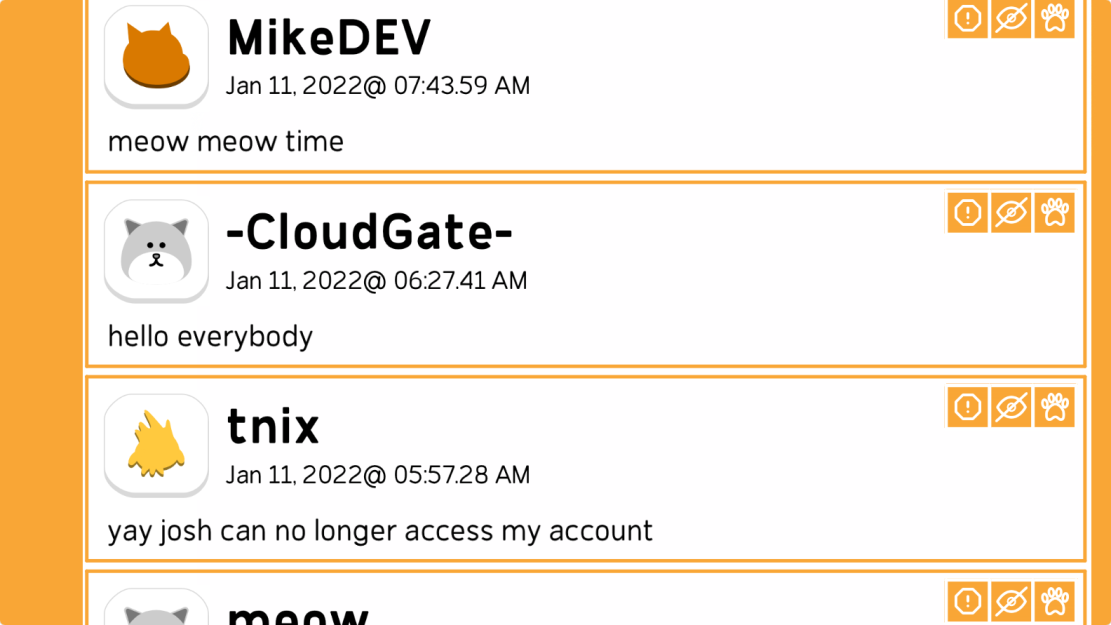 MikeDEV
Jan 11, 2022@ 07:43.59 AM
meow meow time
-CloudGate-
Jan 11, 2022@ 06:27.41 AM
hello everybody
tnix
Jan 11, 2022@ 05:57.28 AM
yay josh can no longer access my account
meow